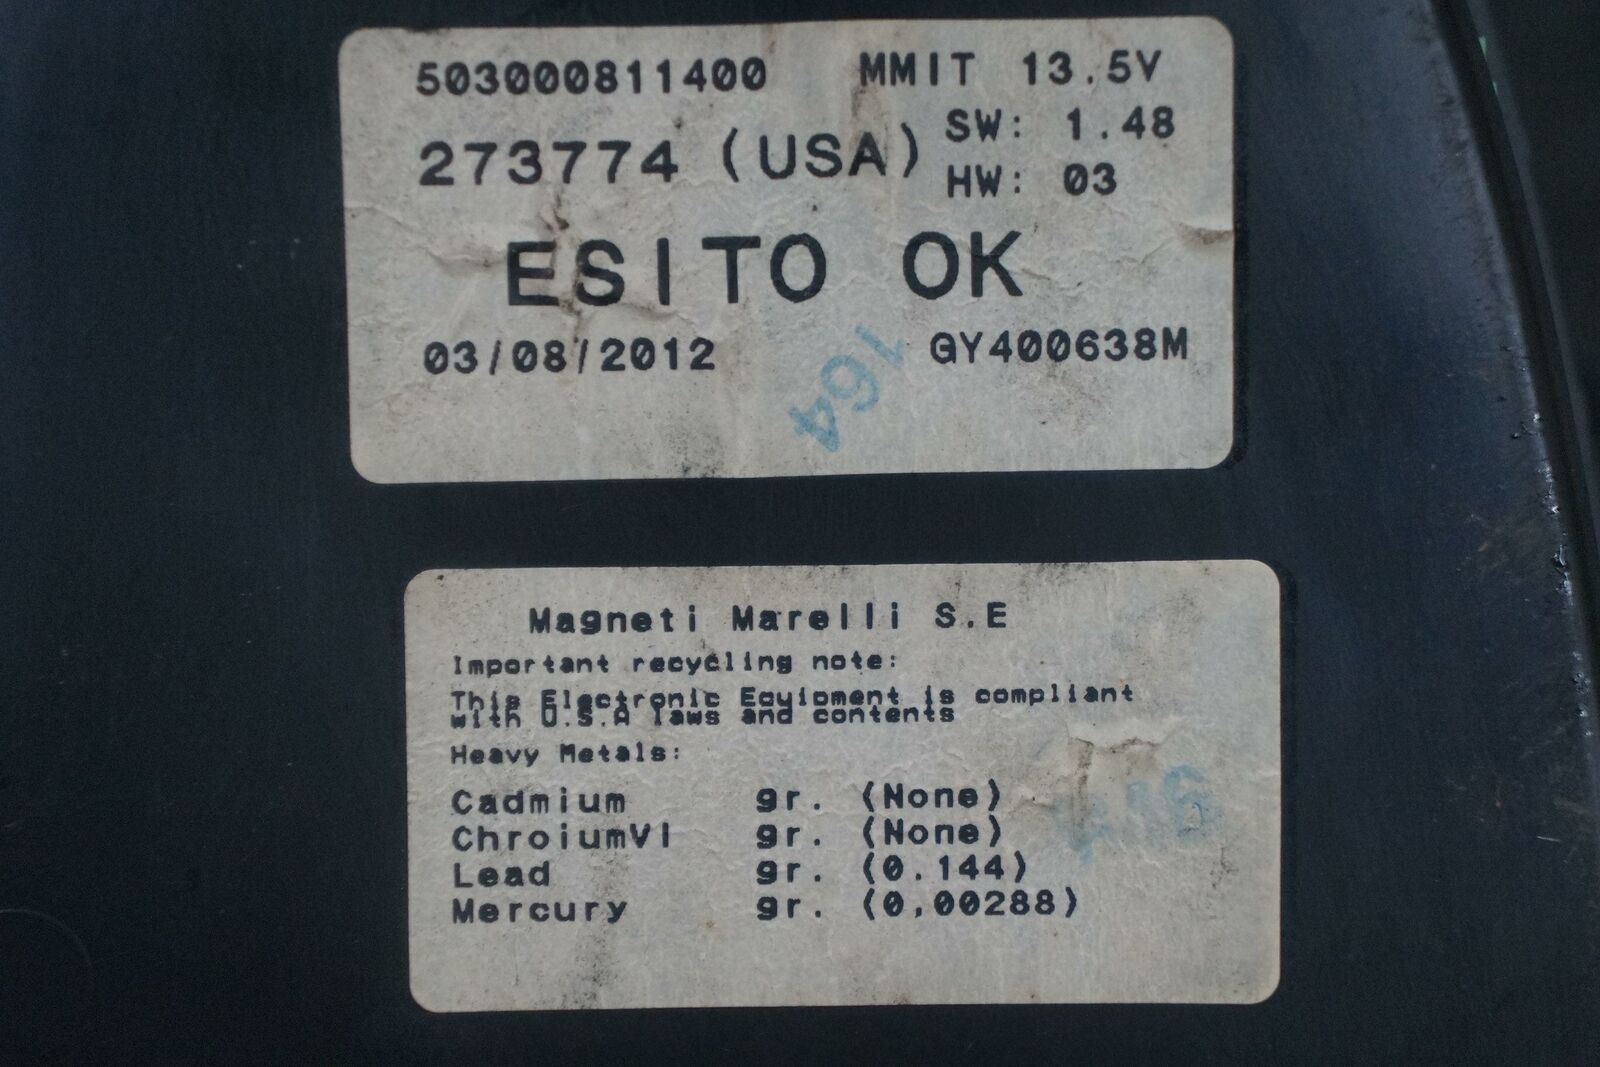 503000811400 MMIT 13.5V
273774 (USA) SW: 1.48
HW: 03
ESITO OK
03/08/2012 GY400638M
164
Magneti Marelli S.E
Important recycling note:
This Electronic Equipment is compliant
with U.S.A laws and contents
Heavy Metals:
Cadmium gr. (None)
ChroiumVI gr. (None)
Lead gr. (0.144)
Mercury gr. (0,00288)